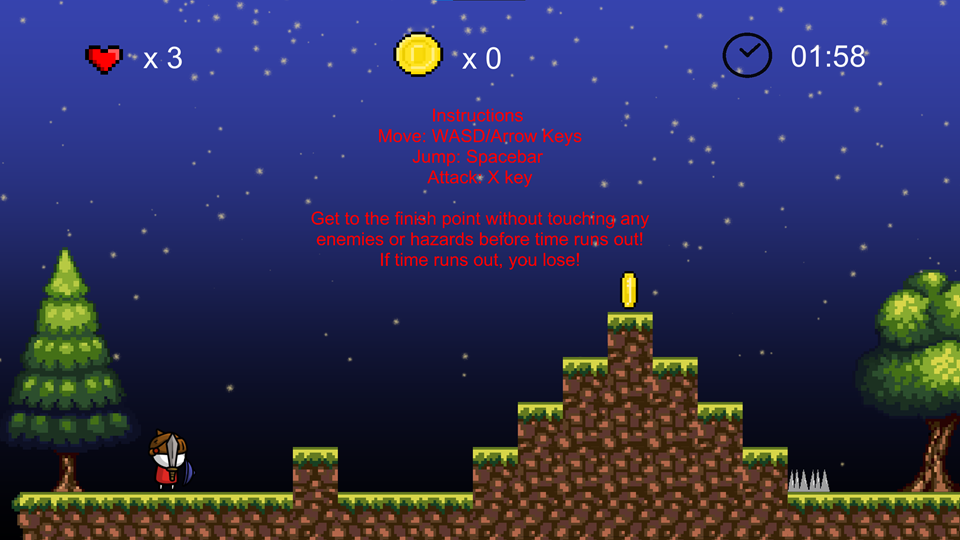 x 3
x 0
01:58
Instructions
Move: WASD/Arrow Keys
Jump: Spacebar
Attack: X key
Get to the finish point without touching any
enemies or hazards before time runs out!
If time runs out, you lose!